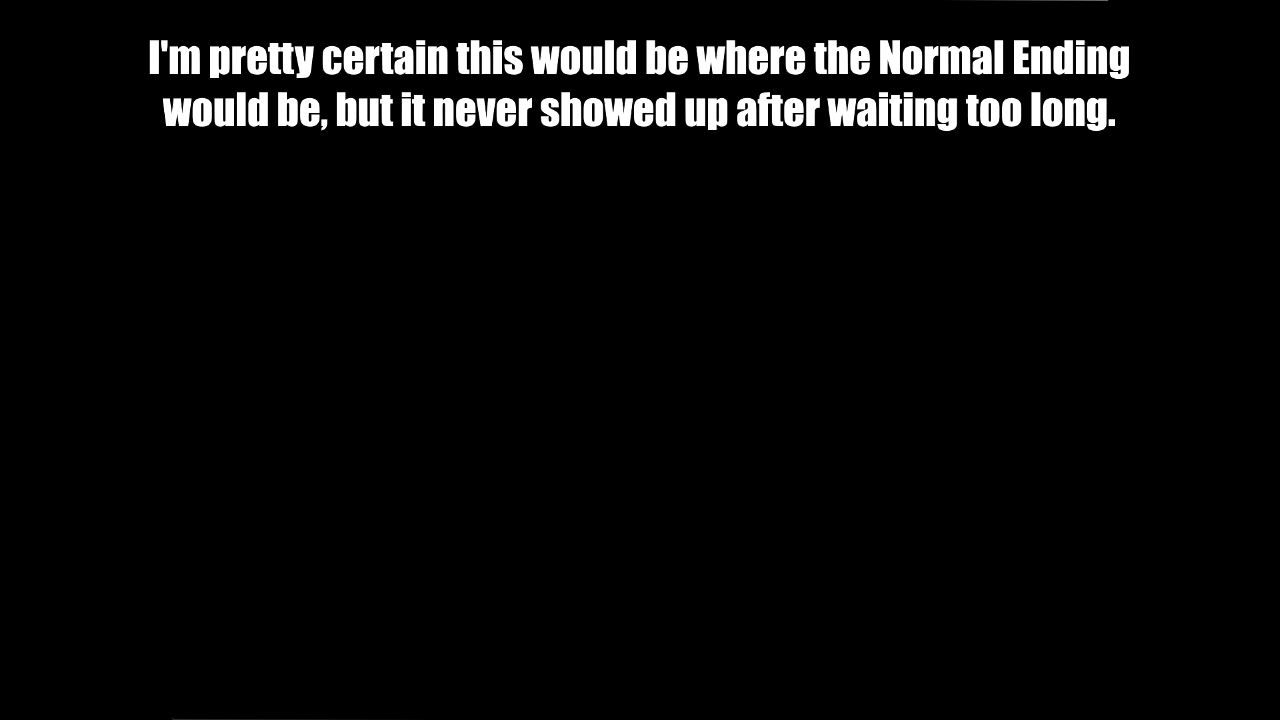 I'm pretty certain this would be where the Normal Ending
would be, but it never showed up after waiting too long.